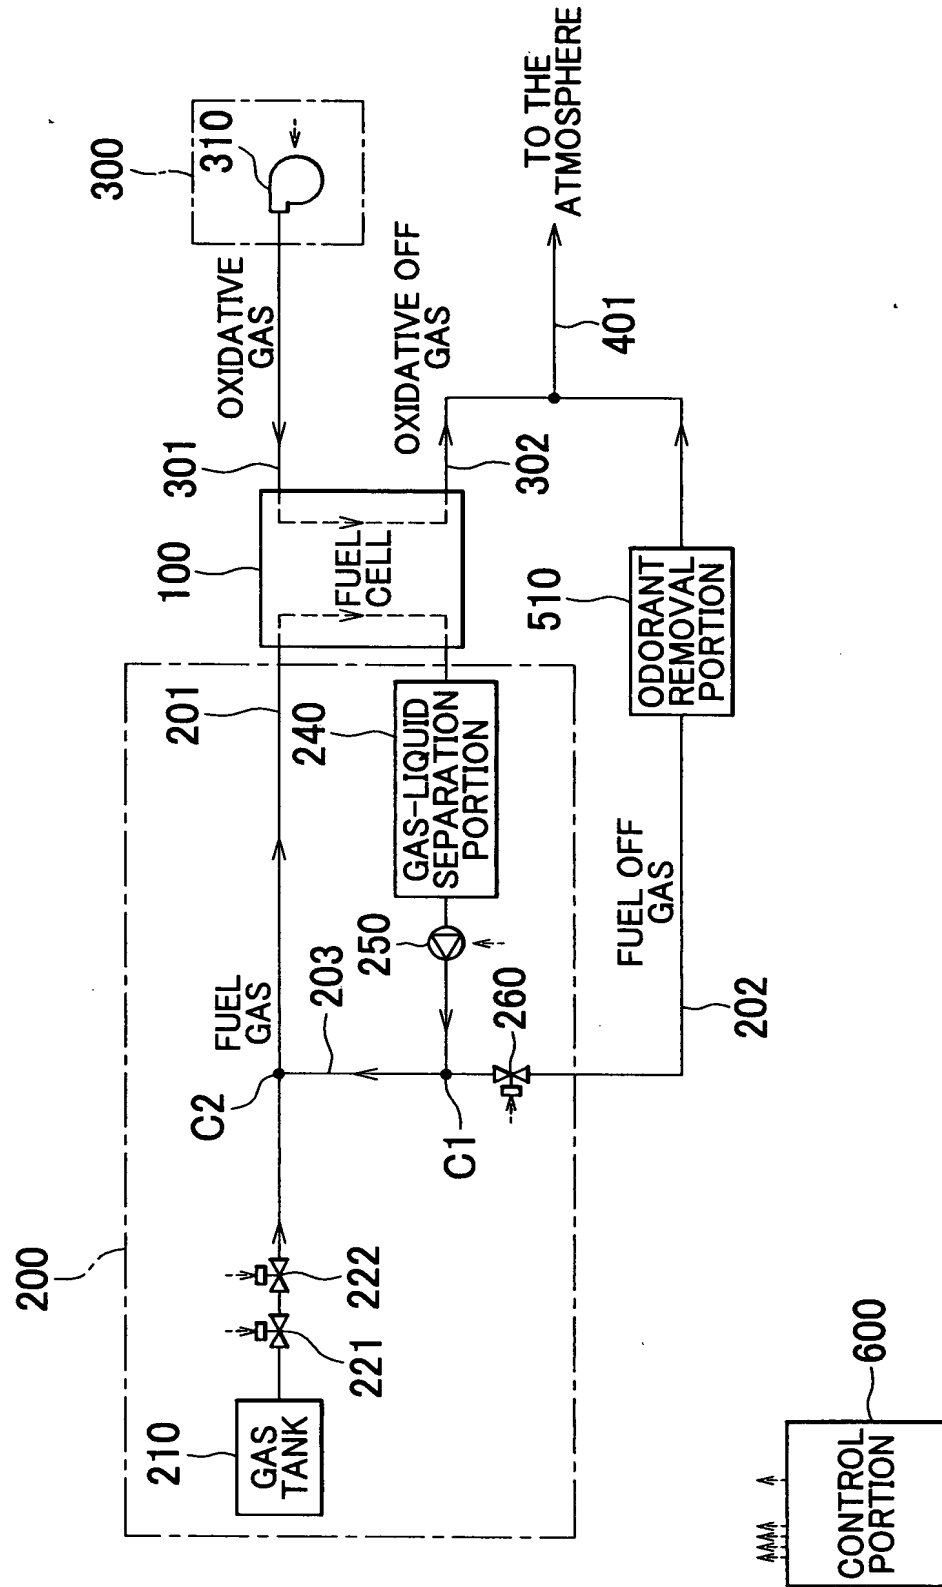 200
300
210
100
201
301
C2
310
FUEL
GAS
OXIDATIVE
GAS
GAS
TANK
240
203
221
222
FUEL
CELL
250
OXIDATIVE OFF
GAS
GAS-LIQUID
SEPARATION
PORTION
C1
260
302
TO THE
ATMOSPHERE
510
401
FUEL OFF
GAS
ODORANT
REMOVAL
PORTION
202
600
CONTROL
PORTION